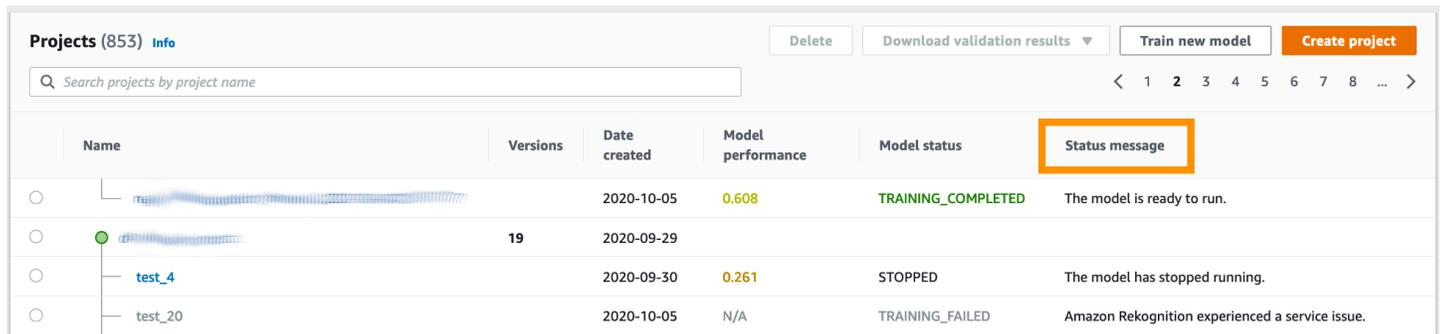 Projects (853) Info
Delete
Download validation results
Train new model
Create project
Search projects by project name
1 2 3 4 5 6 7 8 ...
Name
Versions
Date created
Model performance
Model status
Status message
2020-10-05 0.608 TRAINING_COMPLETED The model is ready to run.
19 2020-09-29
test_4 2020-09-30 0.261 STOPPED The model has stopped running.
test_20 2020-10-05 N/A TRAINING_FAILED Amazon Rekognition experienced a service issue.